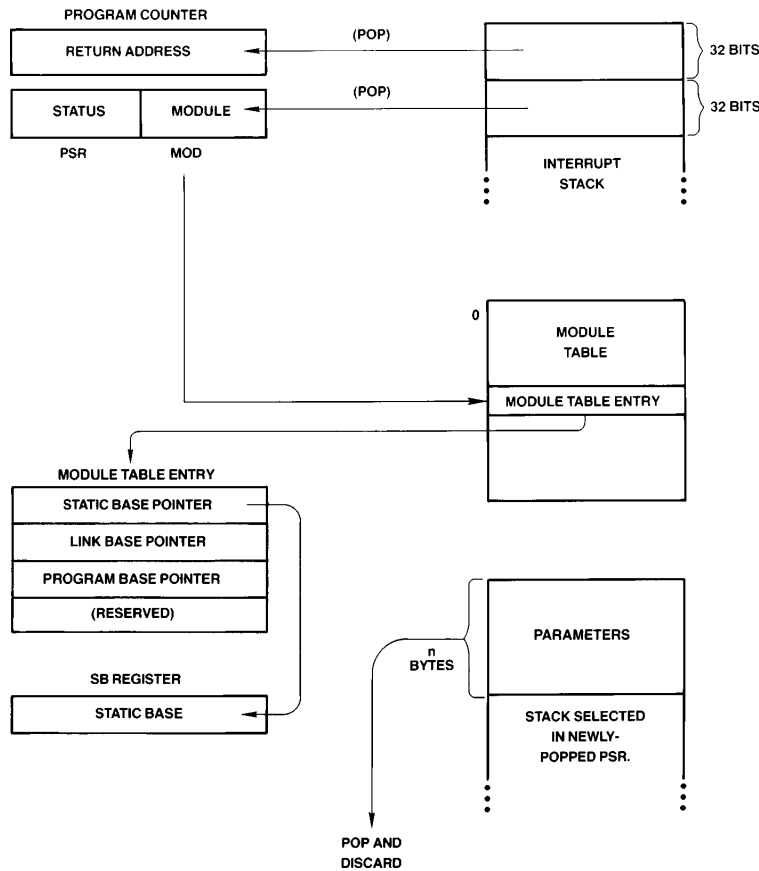 PROGRAM COUNTER
RETURN ADDRESS
(POP)
32 BITS
STATUS
MODULE
(POP)
32 BITS
PSR
MOD
INTERRUPT
STACK
0
MODULE
TABLE
MODULE TABLE ENTRY
MODULE TABLE ENTRY
STATIC BASE POINTER
LINK BASE POINTER
PROGRAM BASE POINTER
(RESERVED)
n
BYTES
PARAMETERS
SB REGISTER
STATIC BASE
STACK SELECTED
IN NEWLY-
POPPED PSR.
POP AND
DISCARD